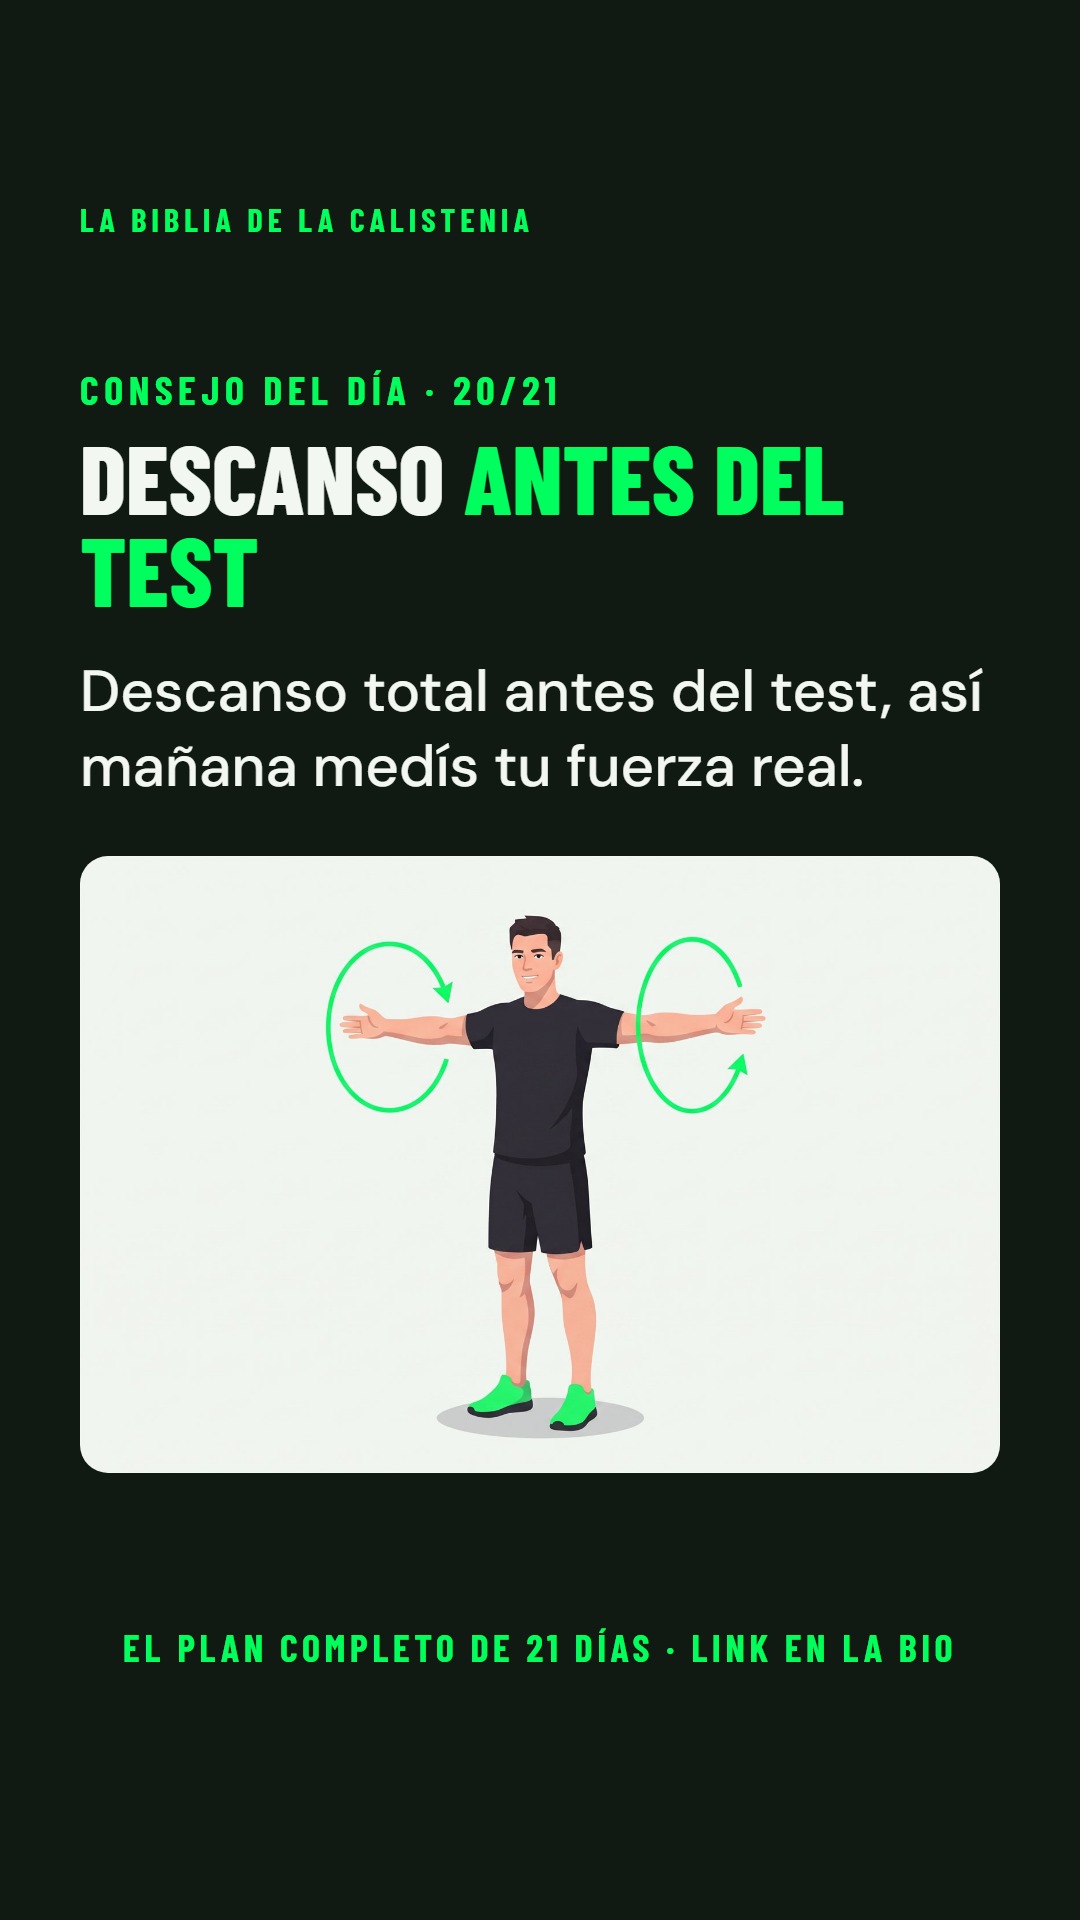 LA BIBLIA DE LA CALISTENIA
CONSEJO DEL DÍA · 20/21
DESCANSO ANTES DEL
TEST
Descanso total antes del test, así
mañana medís tu fuerza real.
EL PLAN COMPLETO DE 21 DÍAS · LINK EN LA BIO